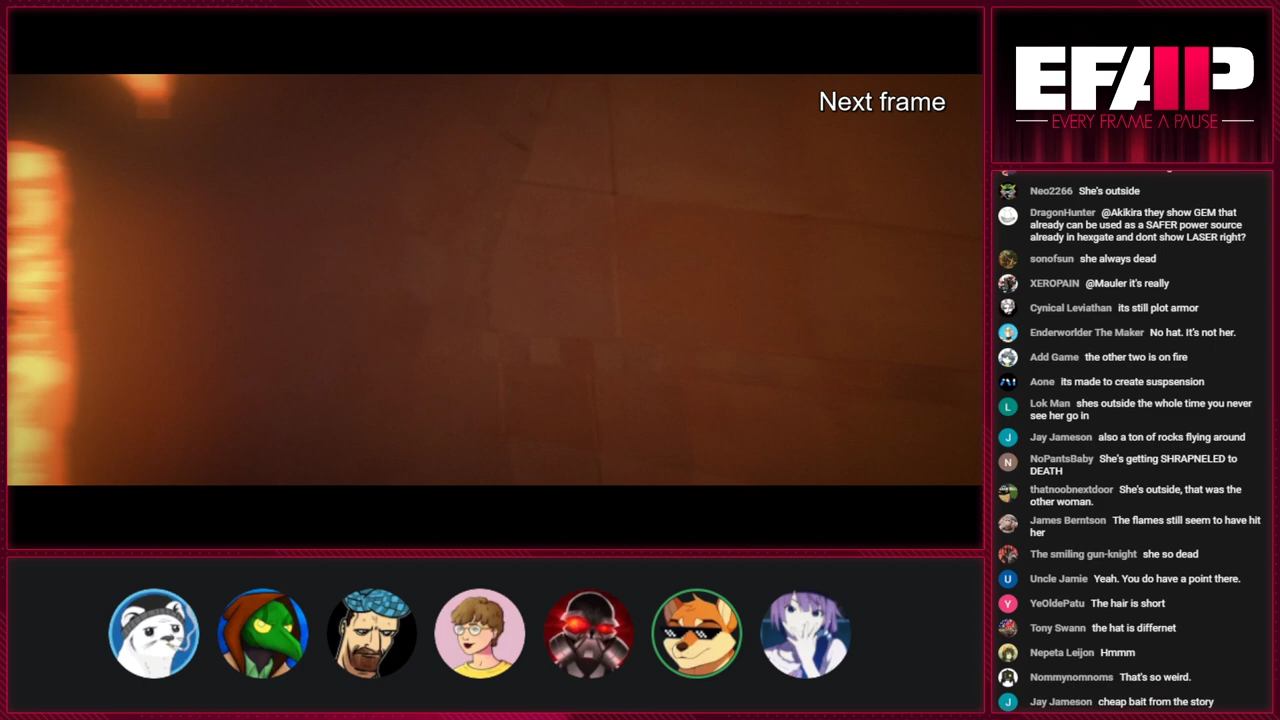 Next frame
EFAP
EVERY FRAME A PAUSE
Neo2266 She's outside
DragonHunter @Akikira they show GEM that
already can be used as a SAFER power source
already in hexgate and dont show LASER right?
sonofsun she always dead
XEROPAIN @Mauler it's really
Cynical Leviathan its still plot armor
Enderworlder The Maker No hat. It's not her.
Add Game the other two is on fire
Aone its made to create suspsension
L Lok Man shes outside the whole time you never
see her go in
J Jay Jameson also a ton of rocks flying around
N NoPantsBaby She's getting SHRAPNELED to
DEATH
thatnoobnextdoor She's outside, that was the
other woman.
James Berntson The flames still seem to have hit
her
The smiling gun-knight she so dead
U Uncle Jamie Yeah. You do have a point there.
Y YeOldePatu The hair is short
Tony Swann the hat is differnet
Nepeta Leijon Hmmm
Nommynomnoms That's so weird.
J Jay Jameson cheap bait from the story